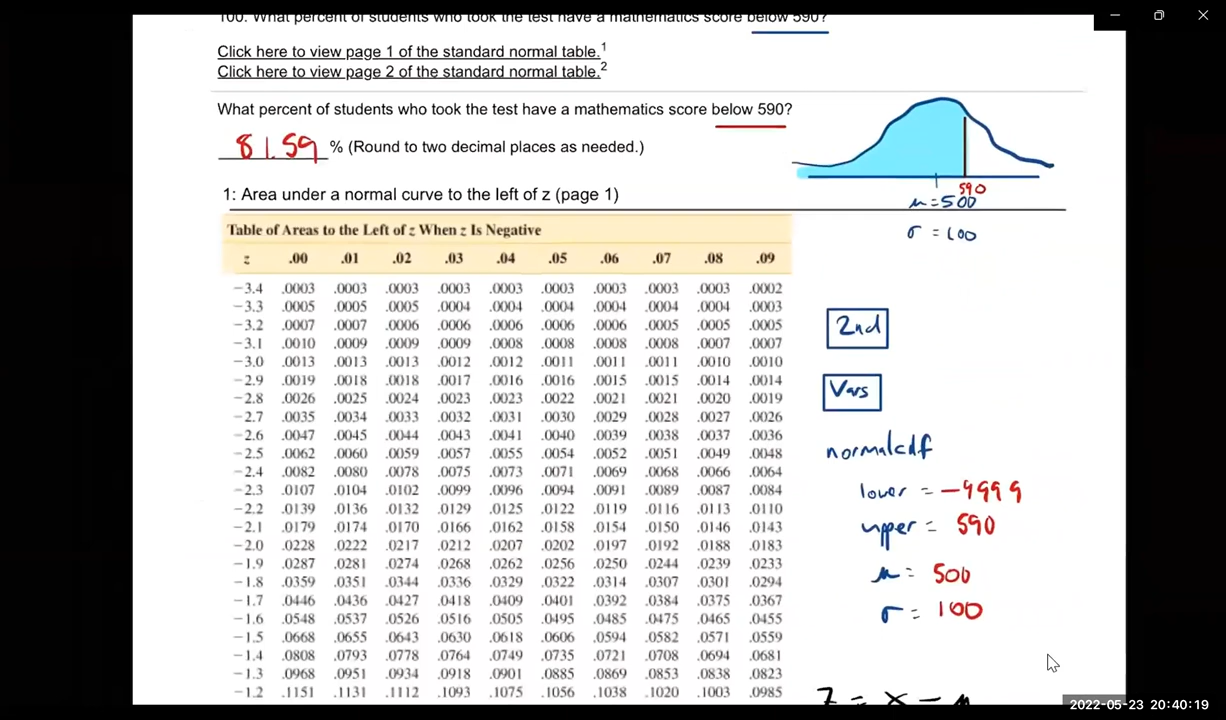 100. What percent of students who took the test have a mathematics score below 590?
Click here to view page 1 of the standard normal table.1
Click here to view page 2 of the standard normal table.2
What percent of students who took the test have a mathematics score below 590?
81.59 % (Round to two decimal places as needed.)
590
μ = 500
σ = 100
1: Area under a normal curve to the left of z (page 1)
Table of Areas to the Left of z When z Is Negative
z .00 .01 .02 .03 .04 .05 .06 .07 .08 .09
−3.4 .0003 .0003 .0003 .0003 .0003 .0003 .0003 .0003 .0003 .0002
−3.3 .0005 .0005 .0005 .0004 .0004 .0004 .0004 .0004 .0004 .0003
−3.2 .0007 .0007 .0006 .0006 .0006 .0006 .0006 .0005 .0005 .0005
−3.1 .0010 .0009 .0009 .0009 .0008 .0008 .0008 .0008 .0007 .0007
−3.0 .0013 .0013 .0013 .0012 .0012 .0011 .0011 .0011 .0010 .0010
−2.9 .0019 .0018 .0018 .0017 .0016 .0016 .0015 .0015 .0014 .0014
−2.8 .0026 .0025 .0024 .0023 .0023 .0022 .0021 .0021 .0020 .0019
−2.7 .0035 .0034 .0033 .0032 .0031 .0030 .0029 .0028 .0027 .0026
−2.6 .0047 .0045 .0044 .0043 .0041 .0040 .0039 .0038 .0037 .0036
−2.5 .0062 .0060 .0059 .0057 .0055 .0054 .0052 .0051 .0049 .0048
−2.4 .0082 .0080 .0078 .0075 .0073 .0071 .0069 .0068 .0066 .0064
−2.3 .0107 .0104 .0102 .0099 .0096 .0094 .0091 .0089 .0087 .0084
−2.2 .0139 .0136 .0132 .0129 .0125 .0122 .0119 .0116 .0113 .0110
−2.1 .0179 .0174 .0170 .0166 .0162 .0158 .0154 .0150 .0146 .0143
−2.0 .0228 .0222 .0217 .0212 .0207 .0202 .0197 .0192 .0188 .0183
−1.9 .0287 .0281 .0274 .0268 .0262 .0256 .0250 .0244 .0239 .0233
−1.8 .0359 .0351 .0344 .0336 .0329 .0322 .0314 .0307 .0301 .0294
−1.7 .0446 .0436 .0427 .0418 .0409 .0401 .0392 .0384 .0375 .0367
−1.6 .0548 .0537 .0526 .0516 .0505 .0495 .0485 .0475 .0465 .0455
−1.5 .0668 .0655 .0643 .0630 .0618 .0606 .0594 .0582 .0571 .0559
−1.4 .0808 .0793 .0778 .0764 .0749 .0735 .0721 .0708 .0694 .0681
−1.3 .0968 .0951 .0934 .0918 .0901 .0885 .0869 .0853 .0838 .0823
−1.2 .1151 .1131 .1112 .1093 .1075 .1056 .1038 .1020 .1003 .0985
2nd
Vars
normalcdf
lower = −9999
upper = 590
μ = 500
σ = 100
Z = x − μ
2022-05-23 20:40:19